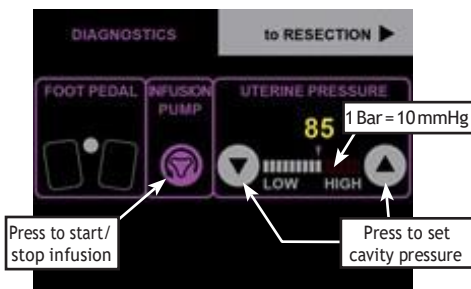 DIAGNOSTICS
to RESECTION
FOOT PEDAL
INFUSION
PUMP
UTERINE PRESSURE
85
1 Bar = 10 mmHg
LOW
HIGH
Press to start/
stop infusion
Press to set
cavity pressure